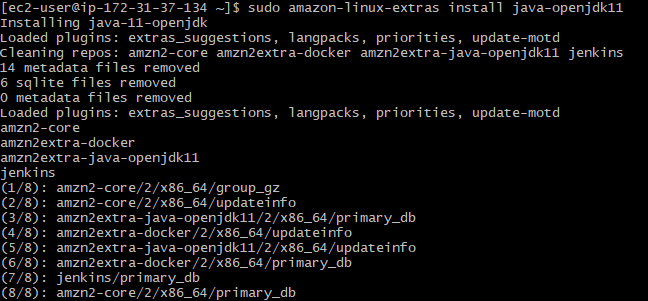 [ec2-user@ip-172-31-37-134 ~]$ sudo amazon-linux-extras install java-openjdk11
Installing java-11-openjdk
Loaded plugins: extras_suggestions, langpacks, priorities, update-motd
Cleaning repos: amzn2-core amzn2extra-docker amzn2extra-java-openjdk11 jenkins
14 metadata files removed
6 sqlite files removed
0 metadata files removed
Loaded plugins: extras_suggestions, langpacks, priorities, update-motd
amzn2-core
amzn2extra-docker
amzn2extra-java-openjdk11
jenkins
(1/8): amzn2-core/2/x86_64/group_gz
(2/8): amzn2-core/2/x86_64/updateinfo
(3/8): amzn2extra-java-openjdk11/2/x86_64/primary_db
(4/8): amzn2extra-docker/2/x86_64/updateinfo
(5/8): amzn2extra-java-openjdk11/2/x86_64/updateinfo
(6/8): amzn2extra-docker/2/x86_64/primary_db
(7/8): jenkins/primary_db
(8/8): amzn2-core/2/x86_64/primary_db